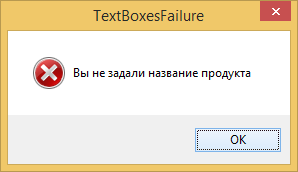 TextBoxesFailure
Вы не задали название продукта
OK